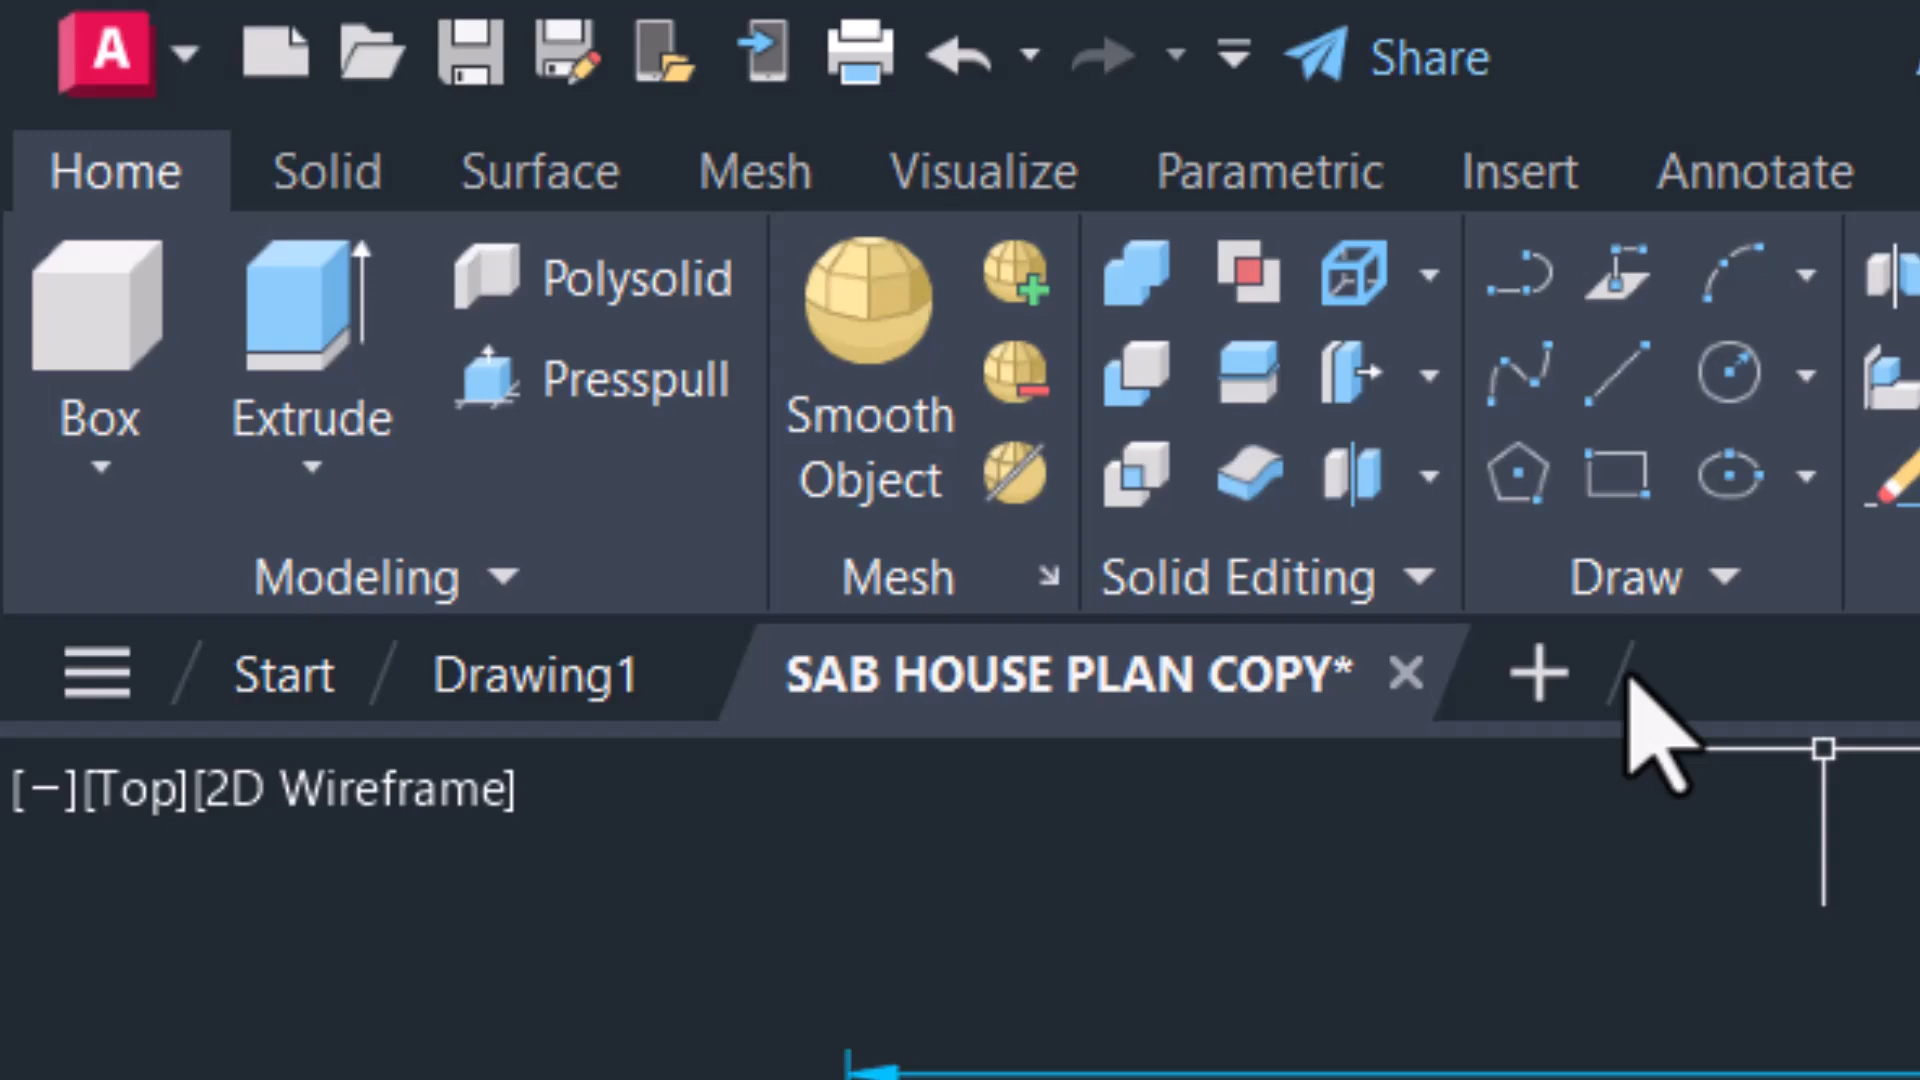 A
Share
Home Solid Surface Mesh Visualize Parametric Insert Annotate
Polysolid
Presspull
Box
Extrude
Smooth
Object
Modeling
Mesh
Solid Editing
Draw
Start
Drawing1
SAB HOUSE PLAN COPY*
[−][Top][2D Wireframe]